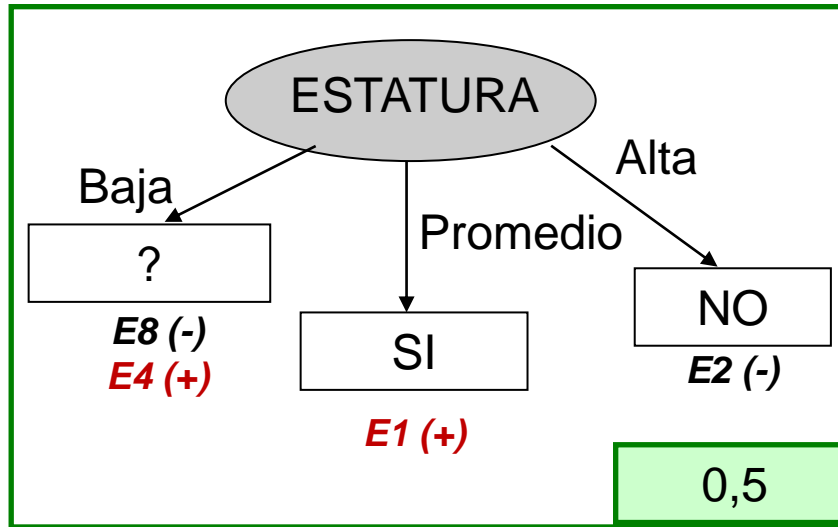 ESTATURA
Baja
Promedio
Alta
?
E8 (-)
E4 (+)
SI
E1 (+)
NO
E2 (-)
0,5